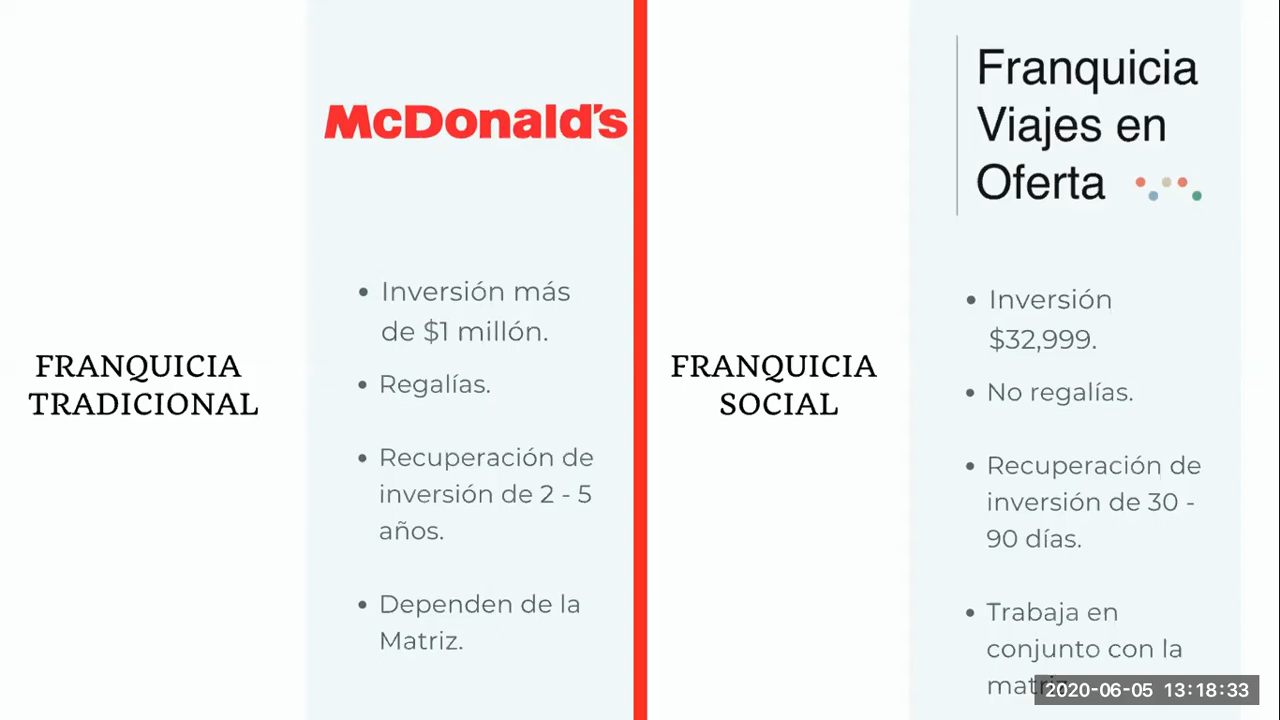 FRANQUICIA
TRADICIONAL
McDonald's
• Inversión más
de $1 millón.
• Regalías.
• Recuperación de
inversión de 2 - 5
años.
• Dependen de la
Matriz.
FRANQUICIA
SOCIAL
Franquicia
Viajes en
Oferta
• Inversión
$32,999.
• No regalías.
• Recuperación de
inversión de 30 -
90 días.
• Trabaja en
conjunto con la
matriz.
2020-06-05 13:18:33